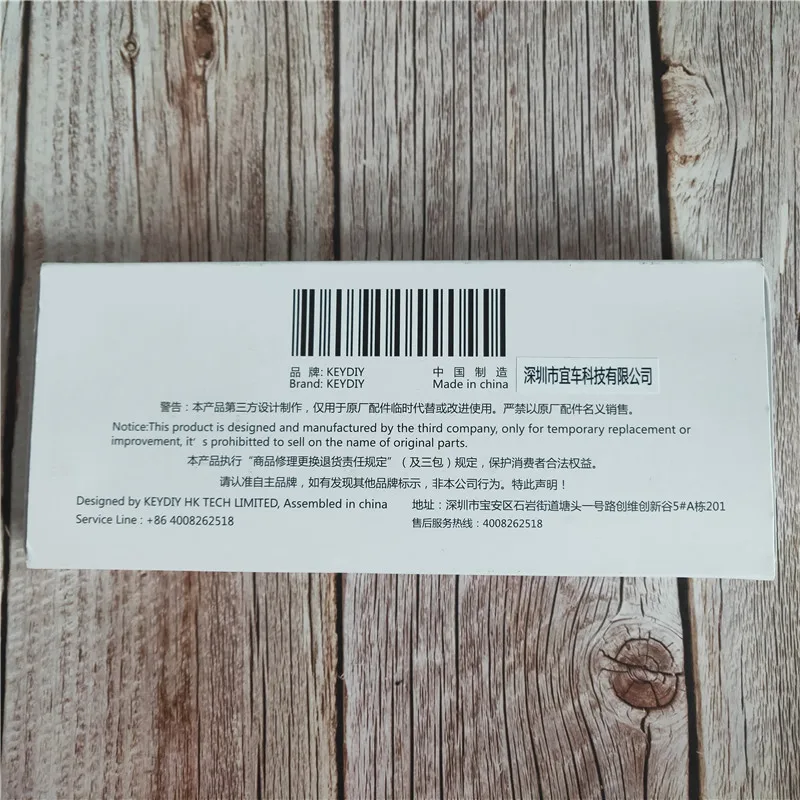 品 牌: KEYDIY 中 国 制 造
Brand: KEYDIY Made in china
深圳市宜车科技有限公司
警告：本产品第三方设计制作，仅用于原厂配件临时代替或改进使用。严禁以原厂配件名义销售。
Notice:This product is designed and manufactured by the third company, only for temporary replacement or
improvement, it' s prohibitted to sell on the name of original parts.
本产品执行“商品修理更换退货责任规定”（及三包）规定，保护消费者合法权益。
请认准自主品牌，如有发现其他品牌标示，非本公司行为。特此声明！
Designed by KEYDIY HK TECH LIMITED, Assembled in china
Service Line : +86 4008262518
地址：深圳市宝安区石岩街道塘头一号路创维创新谷5#A栋201
售后服务热线：4008262518